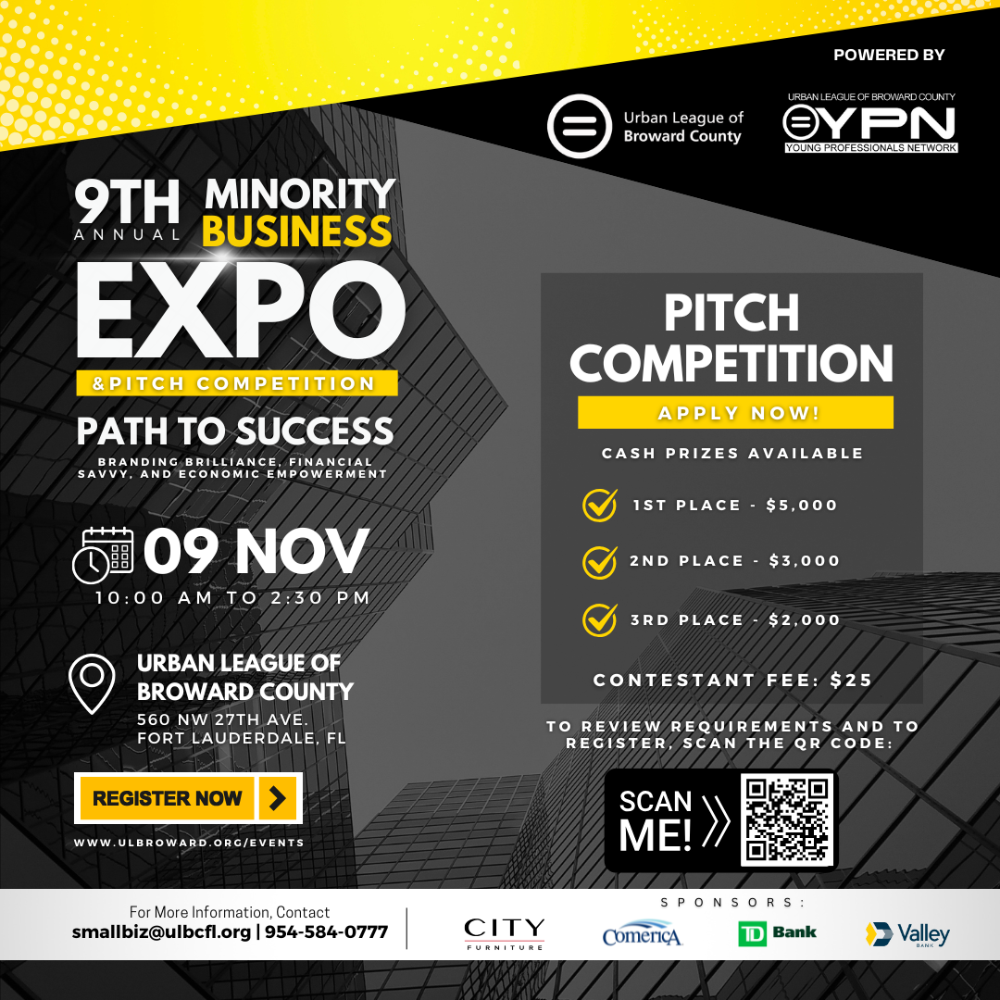 POWERED BY
Urban League of
Broward County
URBAN LEAGUE OF BROWARD COUNTY
YPN
YOUNG PROFESSIONALS NETWORK
9TH
ANNUAL
MINORITY
BUSINESS
EXPO
&PITCH COMPETITION
PATH TO SUCCESS
BRANDING BRILLIANCE, FINANCIAL
SAVVY, AND ECONOMIC EMPOWERMENT
09 NOV
10:00 AM TO 2:30 PM
URBAN LEAGUE OF
BROWARD COUNTY
560 NW 27TH AVE.
FORT LAUDERDALE, FL
REGISTER NOW
WWW.ULBROWARD.ORG/EVENTS
PITCH
COMPETITION
APPLY NOW!
CASH PRIZES AVAILABLE
1ST PLACE - $5,000
2ND PLACE - $3,000
3RD PLACE - $2,000
CONTESTANT FEE: $25
TO REVIEW REQUIREMENTS AND TO
REGISTER, SCAN THE QR CODE:
SCAN
ME!
For More Information, Contact
smallbiz@ulbcfl.org | 954-584-0777
SPONSORS:
CITY
FURNITURE
ComericA
TD Bank
Valley
BANK